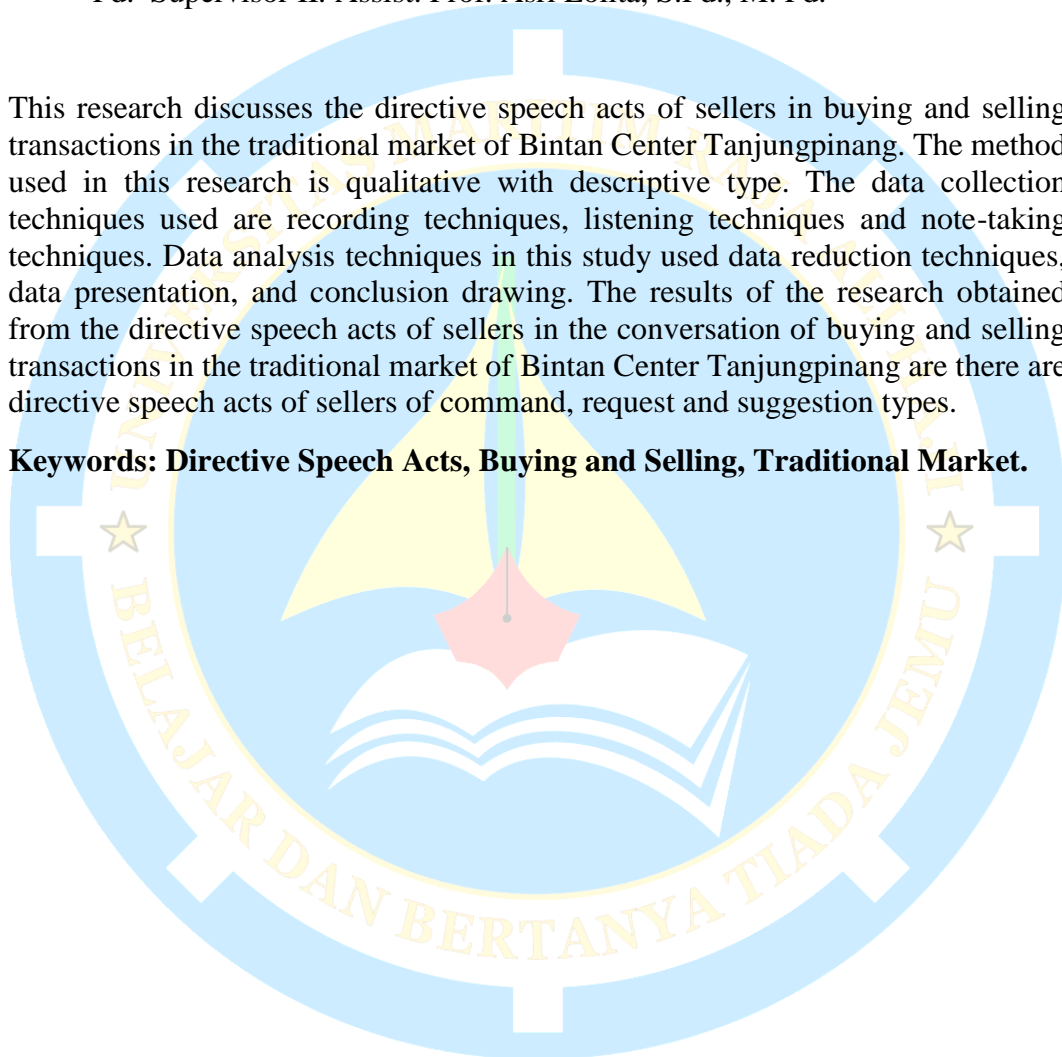 Pd. Supervisor II: Assist. Prof. Asri Lolita, S.Pd., M. Pd.
This research discusses the directive speech acts of sellers in buying and selling
transactions in the traditional market of Bintan Center Tanjungpinang. The method
used in this research is qualitative with descriptive type. The data collection
techniques used are recording techniques, listening techniques and note-taking
techniques. Data analysis techniques in this study used data reduction techniques,
data presentation, and conclusion drawing. The results of the research obtained
from the directive speech acts of sellers in the conversation of buying and selling
transactions in the traditional market of Bintan Center Tanjungpinang are there are
directive speech acts of sellers of command, request and suggestion types.
Keywords: Directive Speech Acts, Buying and Selling, Traditional Market.
UNIVERSITAS MARITIM RAJA ALI HAJI
BELAJAR DAN BERTANYA TIADA JEMU